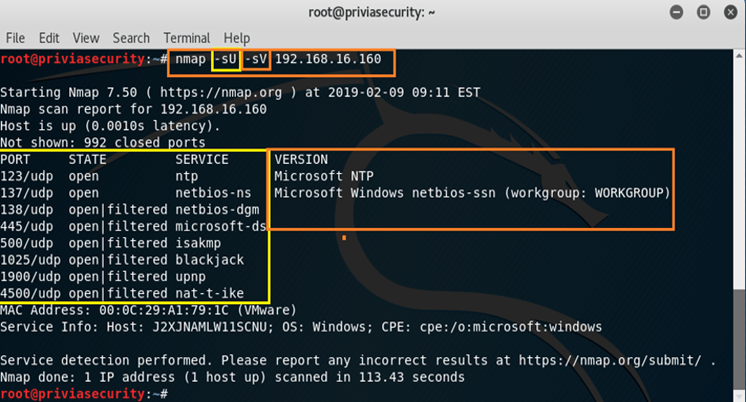 root@priviasecurity: ~
File Edit View Search Terminal Help
root@priviasecurity:~# nmap -sU -sV 192.168.16.160
Starting Nmap 7.50 ( https://nmap.org ) at 2019-02-09 09:11 EST
Nmap scan report for 192.168.16.160
Host is up (0.0010s latency).
Not shown: 992 closed ports
PORT STATE SERVICE VERSION
123/udp open ntp Microsoft NTP
137/udp open netbios-ns Microsoft Windows netbios-ssn (workgroup: WORKGROUP)
138/udp open|filtered netbios-dgm
445/udp open|filtered microsoft-ds
500/udp open|filtered isakmp
1025/udp open|filtered blackjack
1900/udp open|filtered upnp
4500/udp open|filtered nat-t-ike
MAC Address: 00:0C:29:A1:79:1C (VMware)
Service Info: Host: J2XJNAMLW11SCNU; OS: Windows; CPE: cpe:/o:microsoft:windows
Service detection performed. Please report any incorrect results at https://nmap.org/submit/ .
Nmap done: 1 IP address (1 host up) scanned in 113.43 seconds
root@priviasecurity:~#